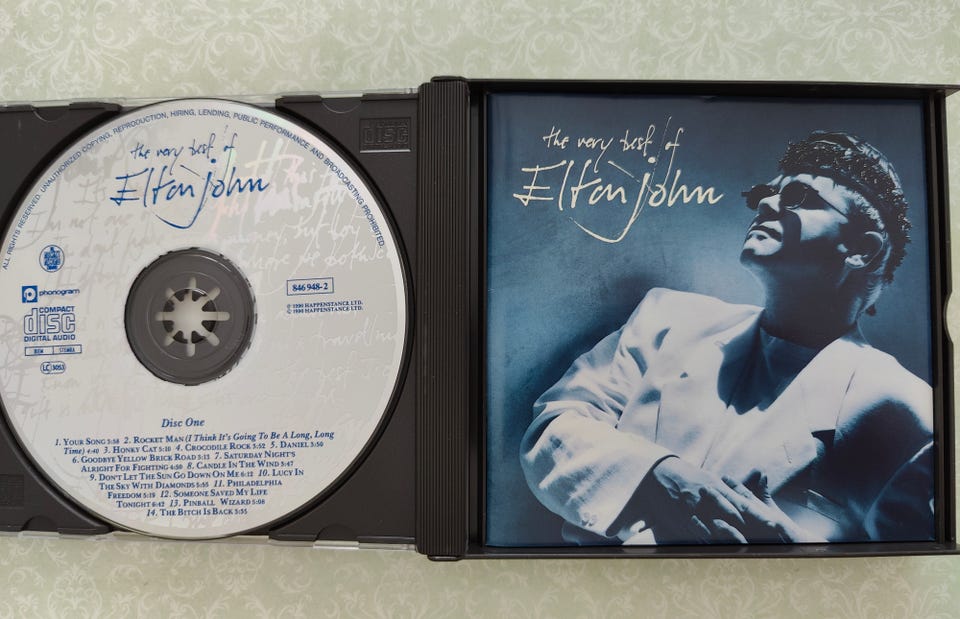 ALL RIGHTS RESERVED. UNAUTHORIZED COPYING, REPRODUCTION, HIRING, LENDING, PUBLIC PERFORMANCE AND BROADCASTING PROHIBITED.
the very best of
Elton John
phonogram
COMPACT
disc
DIGITAL AUDIO
BIEM STEMRA
LC 3053
846 948-2
℗ 1990 HAPPENSTANCE LTD.
© 1990 HAPPENSTANCE LTD.
Disc One
1. YOUR SONG 3:58 2. ROCKET MAN (I Think It's Going To Be A Long, Long
Time) 4:40 3. HONKY CAT 5:10 4. CROCODILE ROCK 3:52 5. DANIEL 3:50
6. GOODBYE YELLOW BRICK ROAD 3:13 7. SATURDAY NIGHT'S
ALRIGHT FOR FIGHTING 4:50 8. CANDLE IN THE WIND 3:47
9. DON'T LET THE SUN GO DOWN ON ME 6:12 10. LUCY IN
THE SKY WITH DIAMONDS 5:55 11. PHILADELPHIA
FREEDOM 5:19 12. SOMEONE SAVED MY LIFE
TONIGHT 6:42 13. PINBALL WIZARD 5:08
14. THE BITCH IS BACK 3:35
disc
the very best of
Elton John